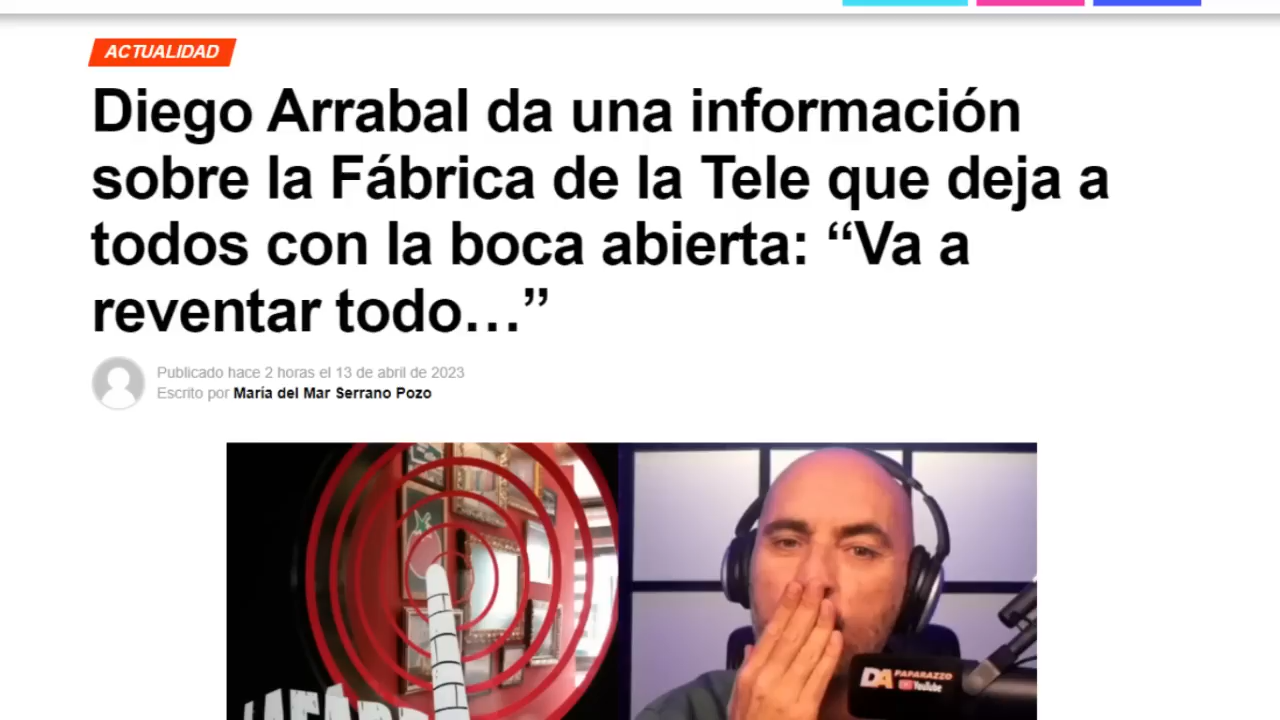 ACTUALIDAD
Diego Arrabal da una información
sobre la Fábrica de la Tele que deja a
todos con la boca abierta: “Va a
reventar todo…”
Publicado hace 2 horas el 13 de abril de 2023
Escrito por María del Mar Serrano Pozo
DA PAPARAZZO
YouTube